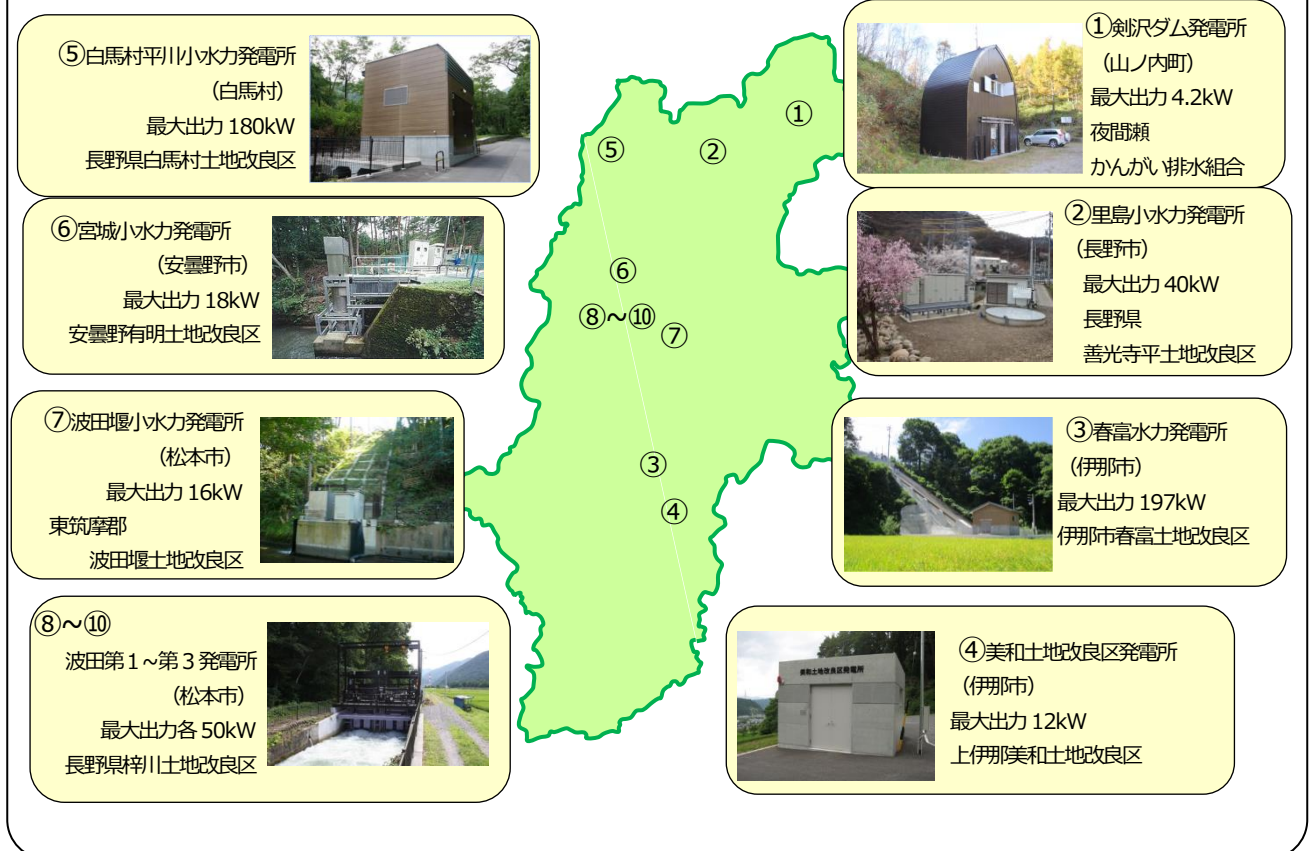 ⑤白馬村平川小水力発電所
(白馬村)
最大出力 180kW
長野県白馬村土地改良区
⑥宮城小水力発電所
(安曇野市)
最大出力 18kW
安曇野有明土地改良区
⑦波田堰小水力発電所
(松本市)
最大出力 16kW
東筑摩郡
波田堰土地改良区
⑧~⑩
波田第1~第3発電所
(松本市)
最大出力各 50kW
長野県梓川土地改良区
①
⑤
②
⑥
⑧~⑩
⑦
③
④
①剣沢ダム発電所
(山ノ内町)
最大出力 4.2kW
夜間瀬
かんがい排水組合
②里島小水力発電所
(長野市)
最大出力 40kW
長野県
善光寺平土地改良区
③春富水力発電所
(伊那市)
最大出力 197kW
伊那市春富土地改良区
美和土地改良区発電所
④美和土地改良区発電所
(伊那市)
最大出力 12kW
上伊那美和土地改良区